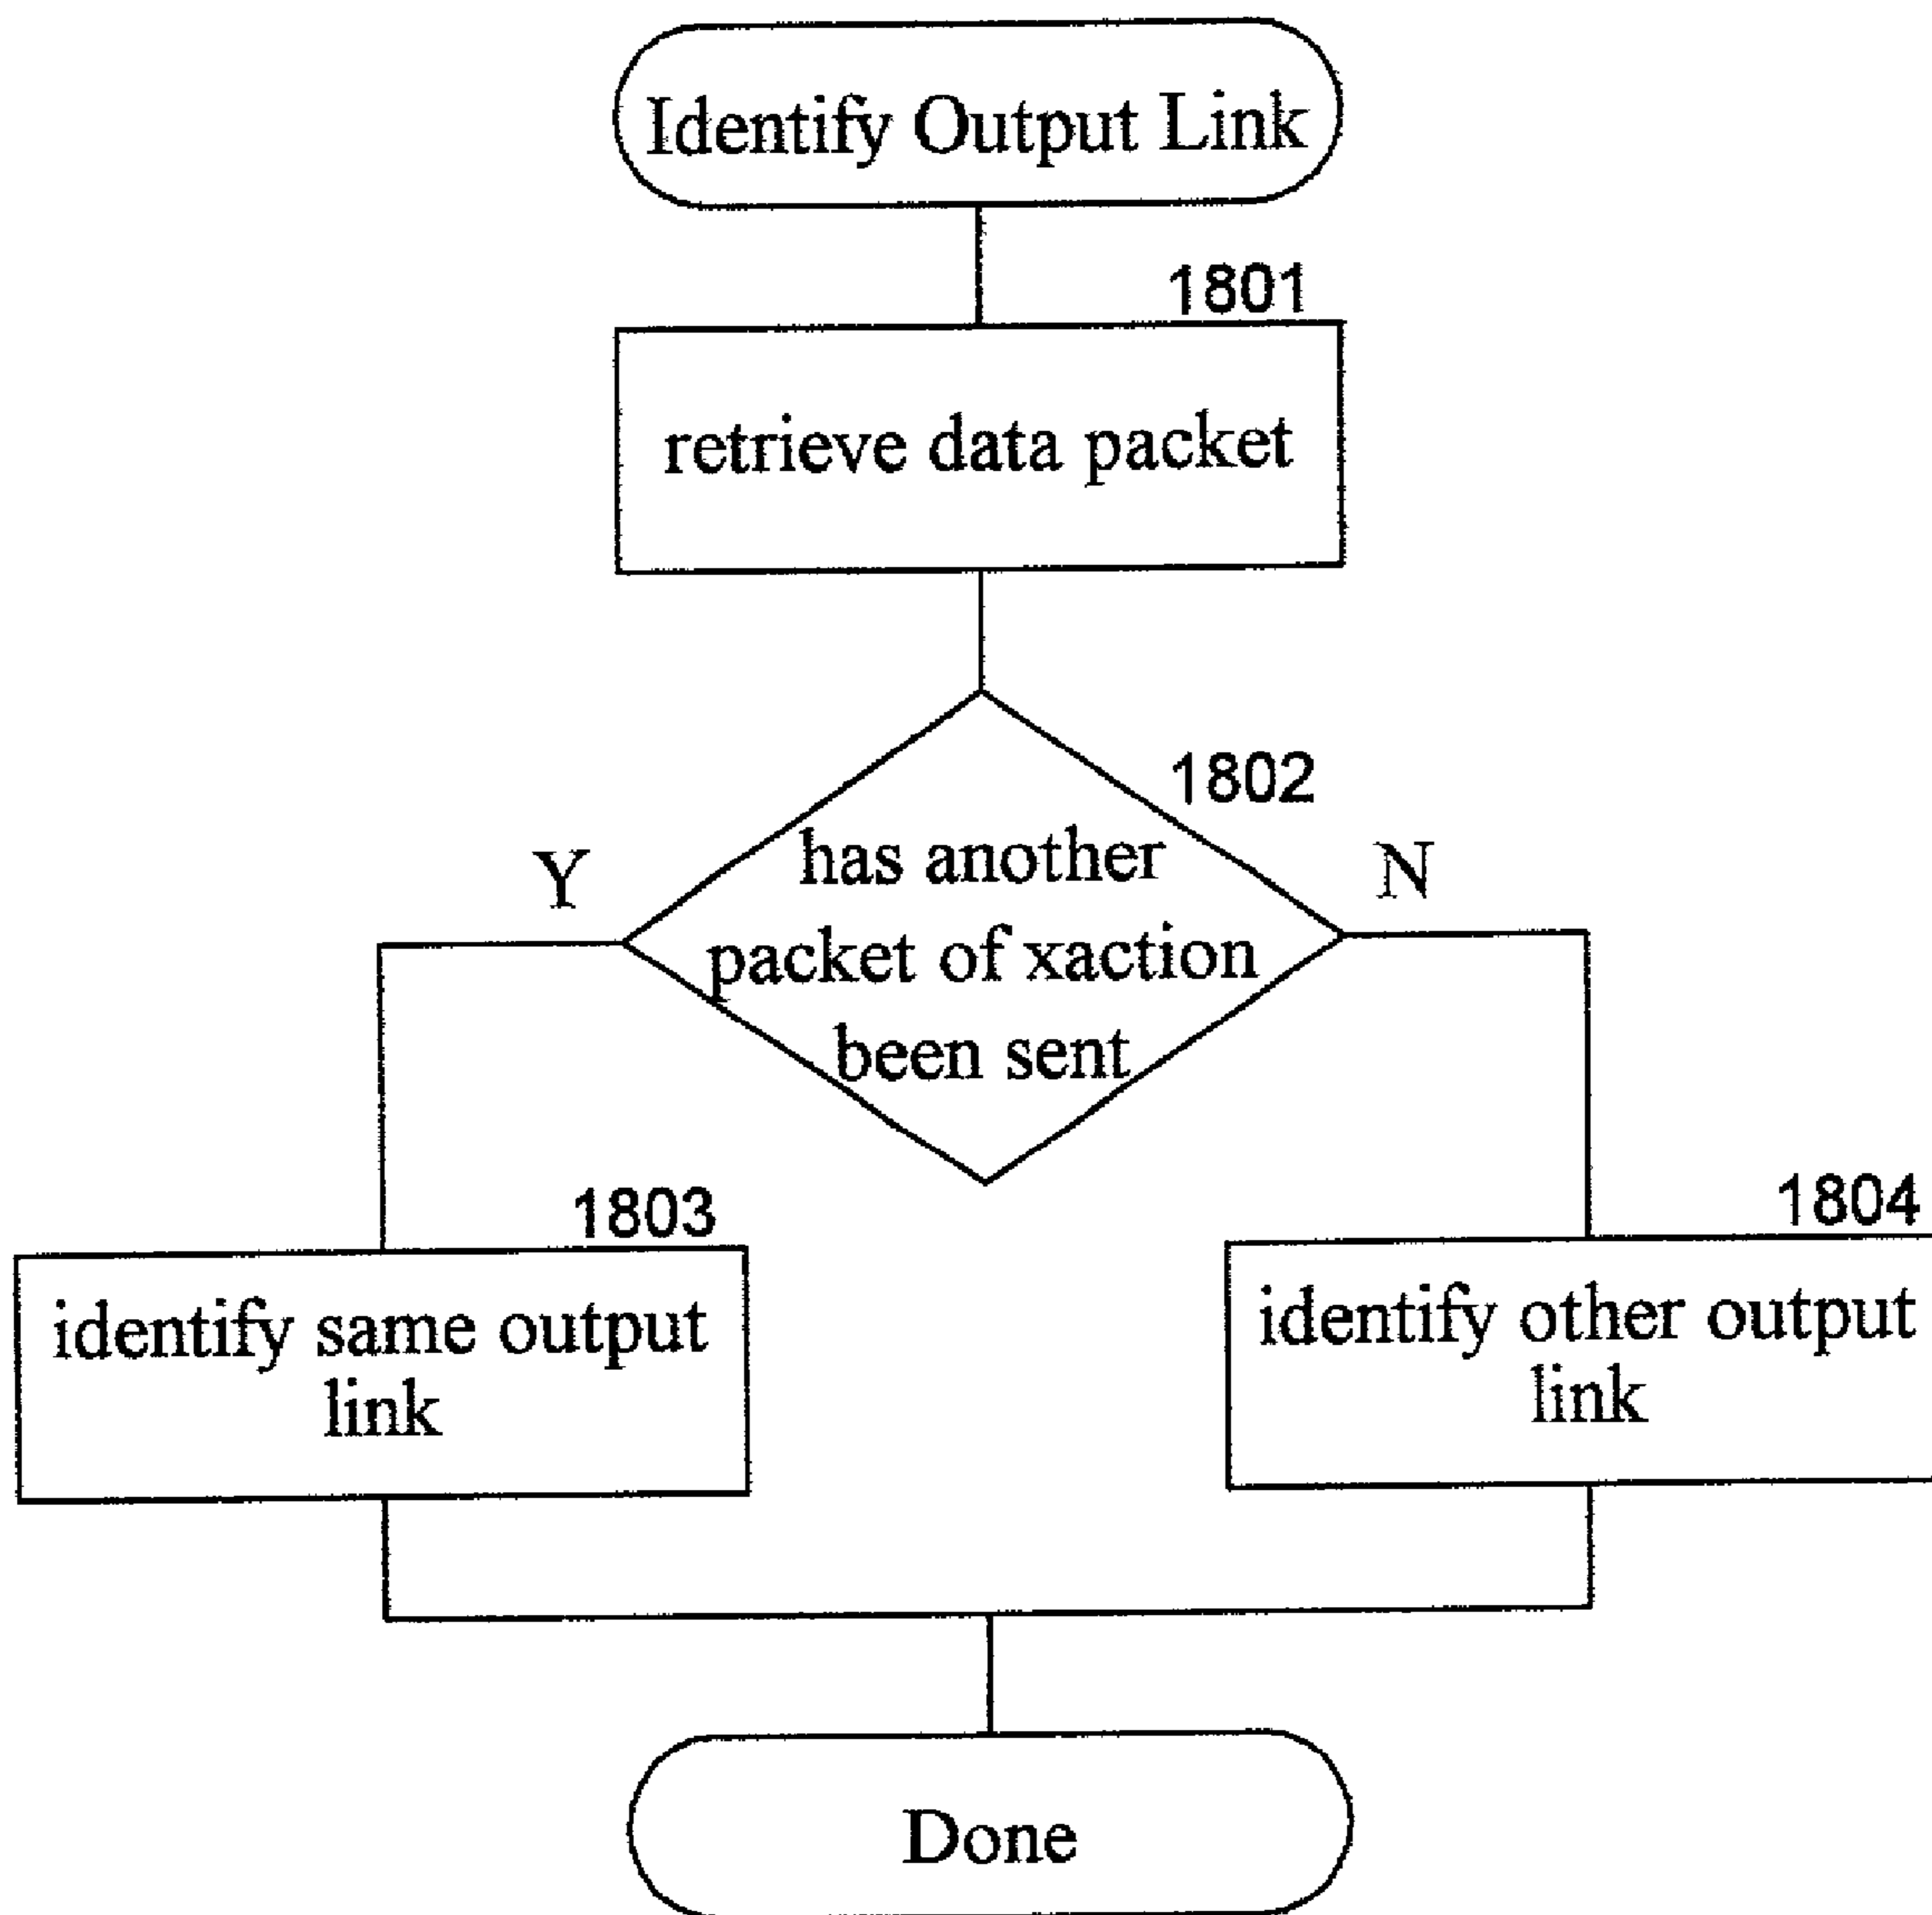 Identify Output Link
1801
retrieve data packet
1802
Y
has another
N
packet of xaction
been sent
1803
1804
identify same output
link
identify other output
link
Done